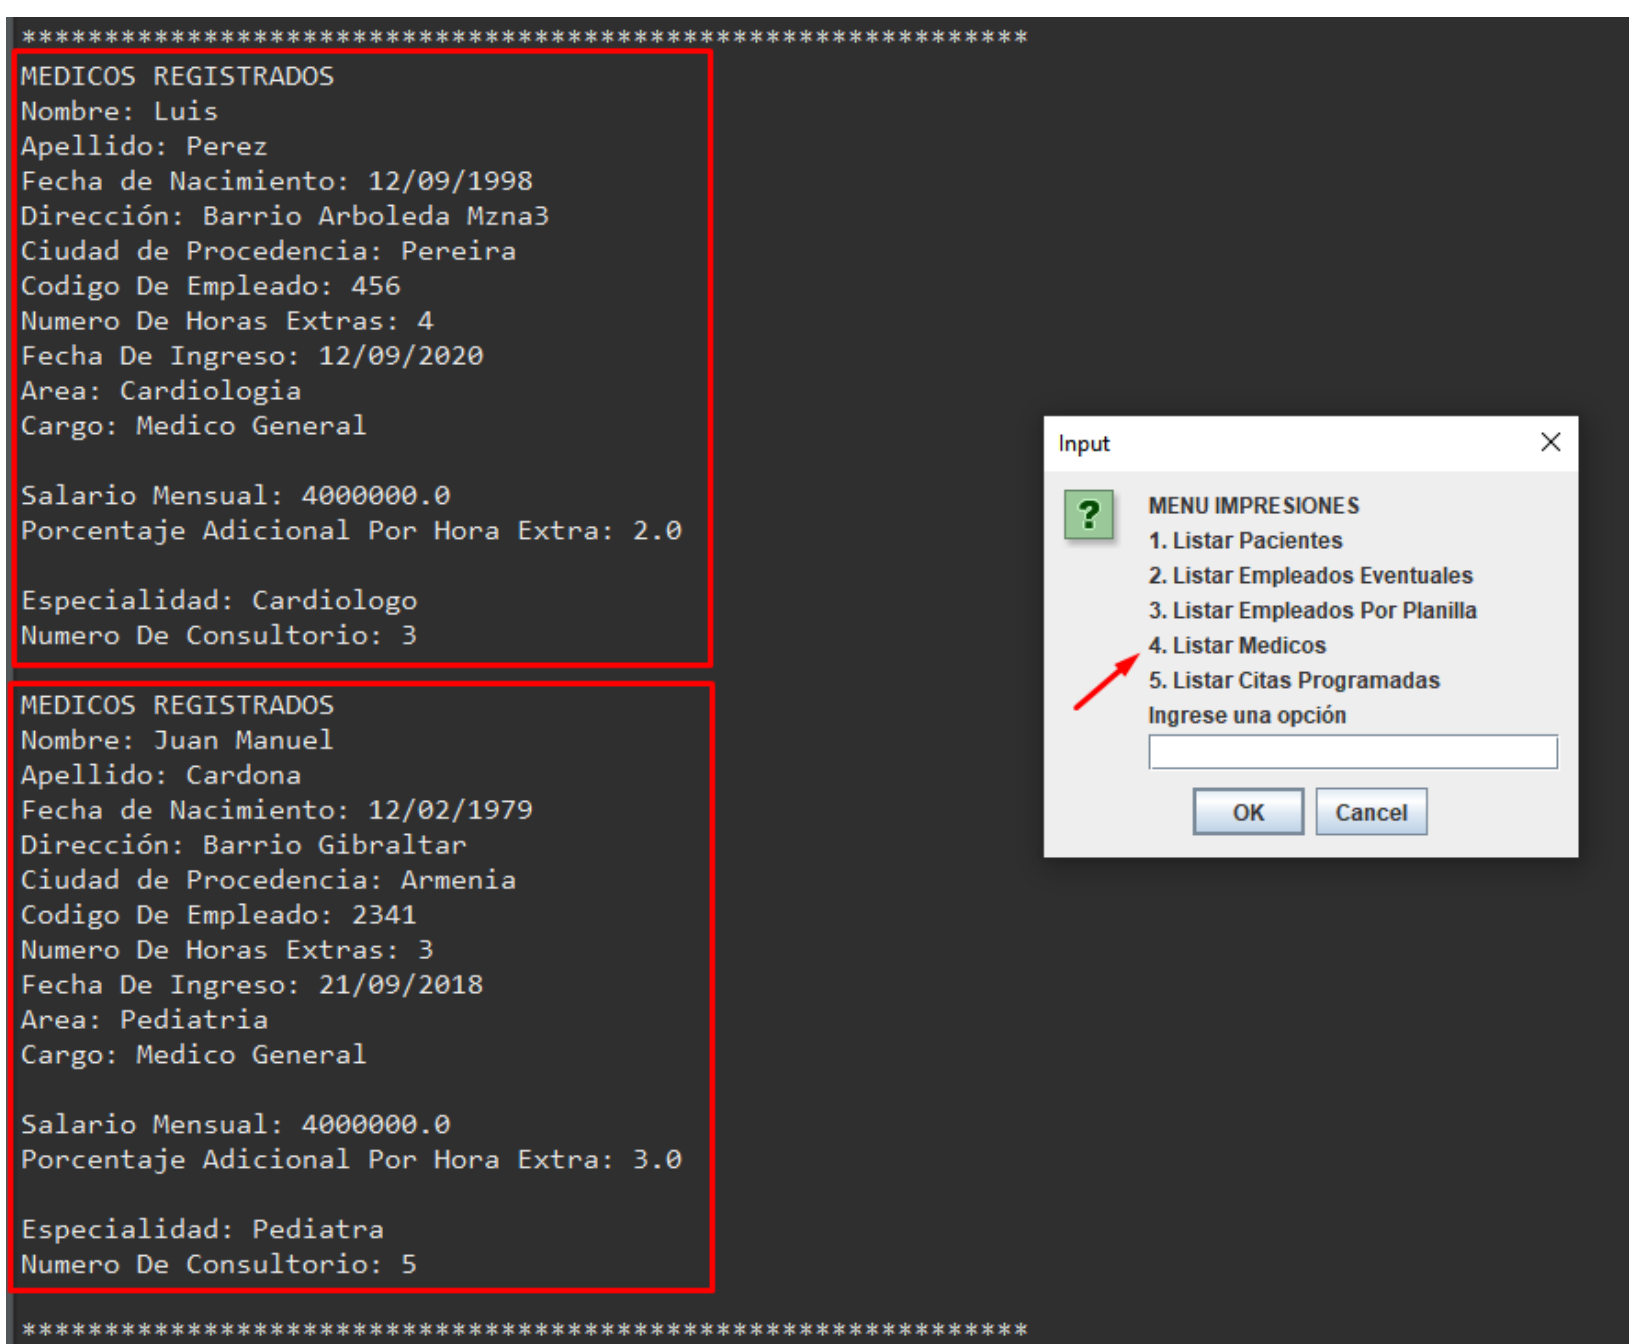 *************************************************************
MEDICOS REGISTRADOS
Nombre: Luis
Apellido: Perez
Fecha de Nacimiento: 12/09/1998
Dirección: Barrio Arboleda Mzna3
Ciudad de Procedencia: Pereira
Codigo De Empleado: 456
Numero De Horas Extras: 4
Fecha De Ingreso: 12/09/2020
Area: Cardiologia
Cargo: Medico General
Salario Mensual: 4000000.0
Porcentaje Adicional Por Hora Extra: 2.0
Especialidad: Cardiologo
Numero De Consultorio: 3
MEDICOS REGISTRADOS
Nombre: Juan Manuel
Apellido: Cardona
Fecha de Nacimiento: 12/02/1979
Dirección: Barrio Gibraltar
Ciudad de Procedencia: Armenia
Codigo De Empleado: 2341
Numero De Horas Extras: 3
Fecha De Ingreso: 21/09/2018
Area: Pediatria
Cargo: Medico General
Salario Mensual: 4000000.0
Porcentaje Adicional Por Hora Extra: 3.0
Especialidad: Pediatra
Numero De Consultorio: 5
*************************************************************
Input
MENU IMPRESIONES
1. Listar Pacientes
2. Listar Empleados Eventuales
3. Listar Empleados Por Planilla
4. Listar Medicos
5. Listar Citas Programadas
Ingrese una opción
OK Cancel